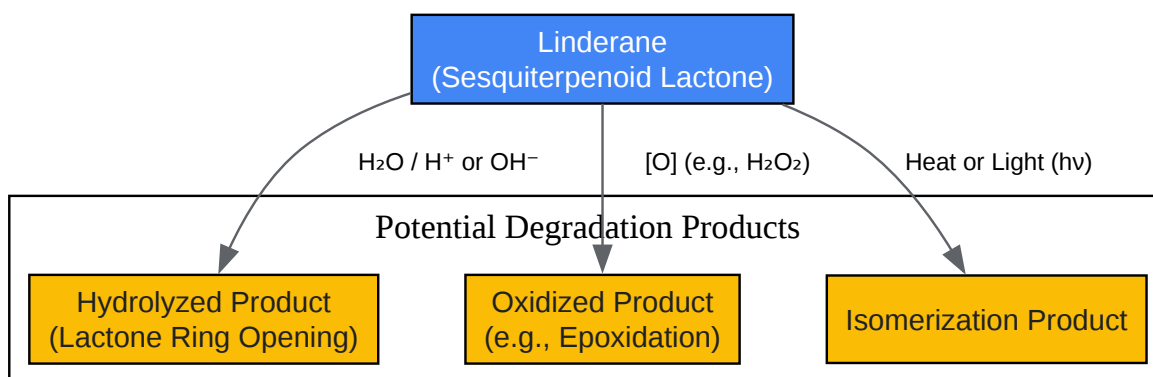 Linderane
(Sesquiterpenoid Lactone)
H₂O / H⁺ or OH⁻
[O] (e.g., H₂O₂)
Heat or Light (hν)
Potential Degradation Products
Hydrolyzed Product
(Lactone Ring Opening)
Oxidized Product
(e.g., Epoxidation)
Isomerization Product